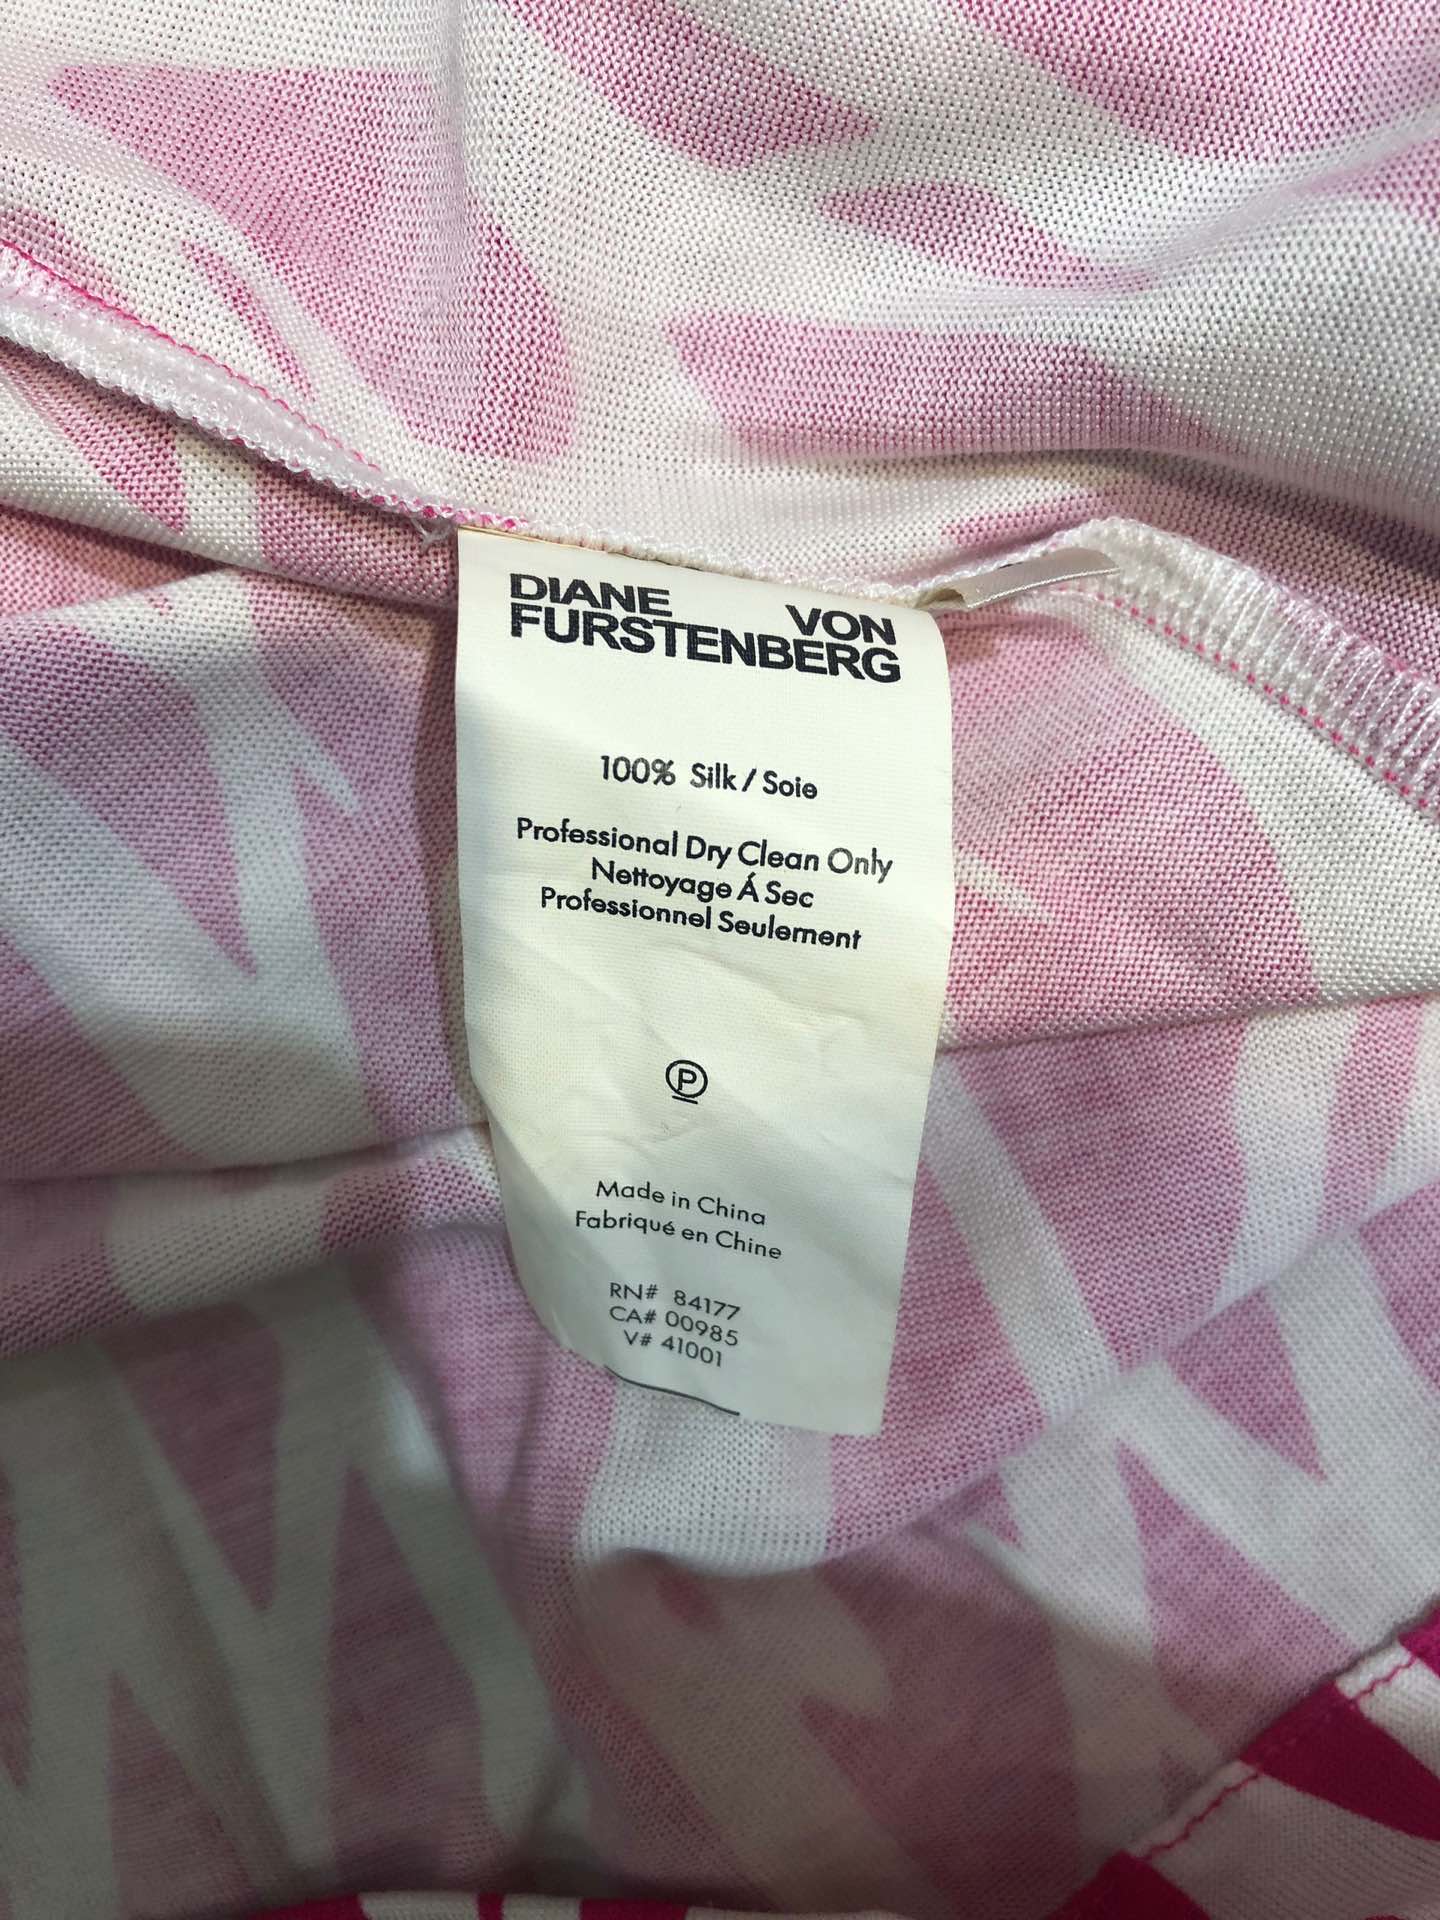 DIANE VON
FURSTENBERG
100% Silk / Soie
Professional Dry Clean Only
Nettoyage Á Sec
Professionnel Seulement
P
Made in China
Fabriqué en Chine
RN# 84177
CA# 00985
V# 41001